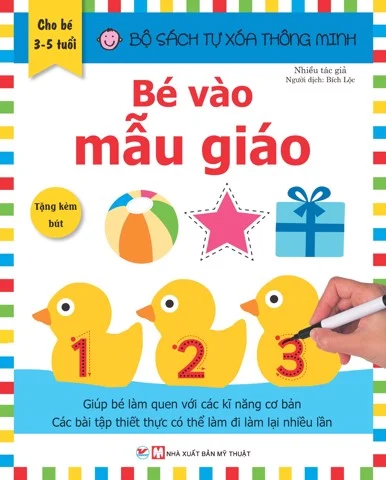 Cho bé
3-5 tuổi
BỘ SÁCH TỰ XÓA THÔNG MINH
Nhiều tác giả
Người dịch: Bích Lộc
Bé vào
mẫu giáo
Tặng kèm
bút
1 2 3
Giúp bé làm quen với các kĩ năng cơ bản
Các bài tập thiết thực có thể làm đi làm lại nhiều lần
NHÀ XUẤT BẢN MỸ THUẬT